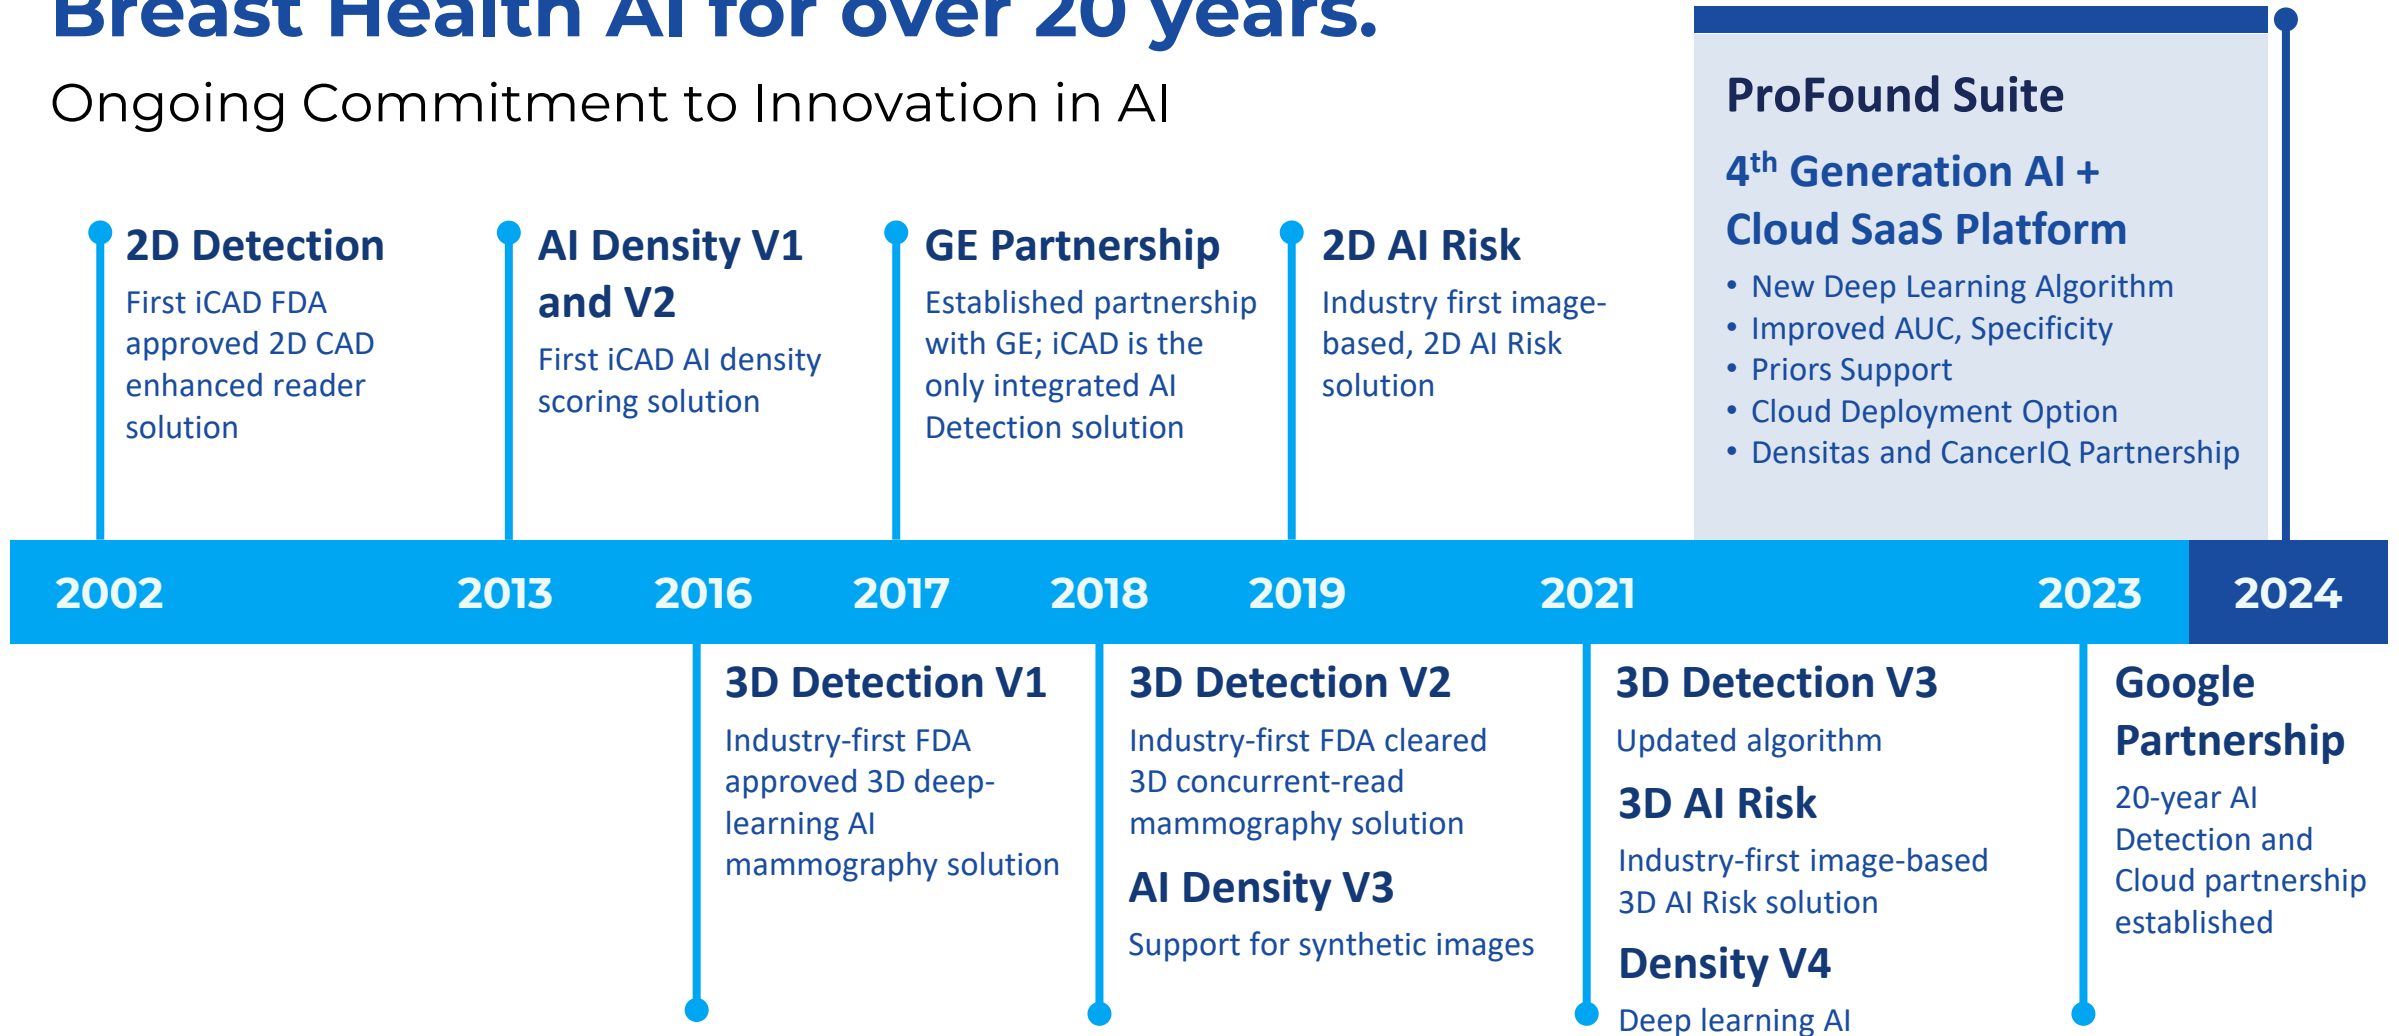 Breast Health AI for over 20 years.
Ongoing Commitment to Innovation in AI
2D Detection
First iCAD FDA
approved 2D CAD
enhanced reader
solution
AI Density V1
and V2
First iCAD AI density
scoring solution
GE Partnership
Established partnership
with GE; iCAD is the
only integrated AI
Detection solution
2D AI Risk
Industry first image-
based, 2D AI Risk
solution
ProFound Suite
4th Generation AI +
Cloud SaaS Platform
• New Deep Learning Algorithm
• Improved AUC, Specificity
• Priors Support
• Cloud Deployment Option
• Densitas and CancerIQ Partnership
2002 2013 2016 2017 2018 2019 2021 2023 2024
3D Detection V1
Industry-first FDA
approved 3D deep-
learning AI
mammography solution
3D Detection V2
Industry-first FDA cleared
3D concurrent-read
mammography solution
AI Density V3
Support for synthetic images
3D Detection V3
Updated algorithm
3D AI Risk
Industry-first image-based
3D AI Risk solution
Density V4
Deep learning AI
Google
Partnership
20-year AI
Detection and
Cloud partnership
established